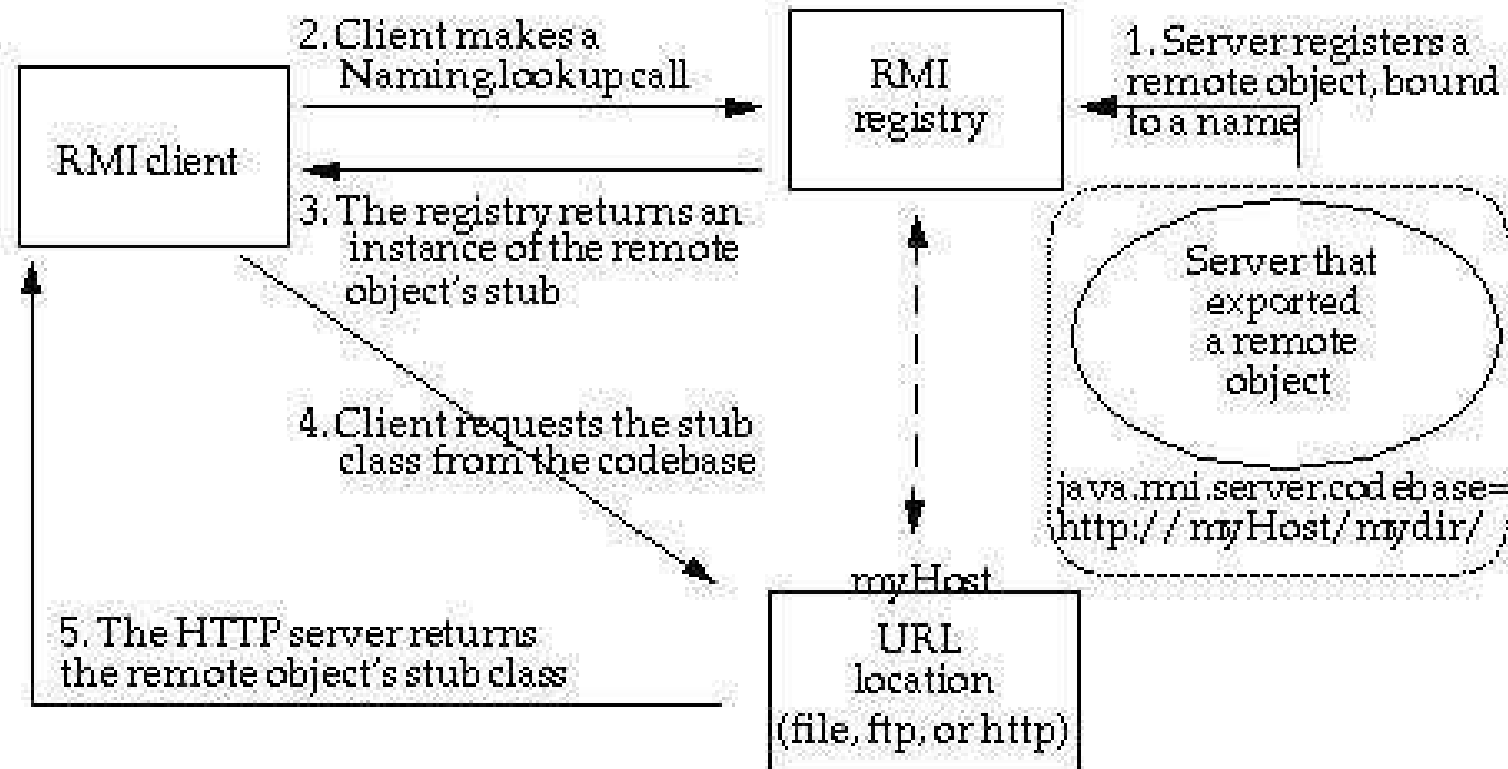 2. Client makes a
Naming.lookup call
RMI
registry
1. Server registers a
remote object, bound
to a name
RMI client
3. The registry returns an
instance of the remote
object's stub
Server that
exported
a remote
object
4. Client requests the stub
class from the codebase
java.rmi.server.codebase=
http://myHost/mydir/
myHost
5. The HTTP server returns
the remote object's stub class
URL
location
(file, ftp, or http)